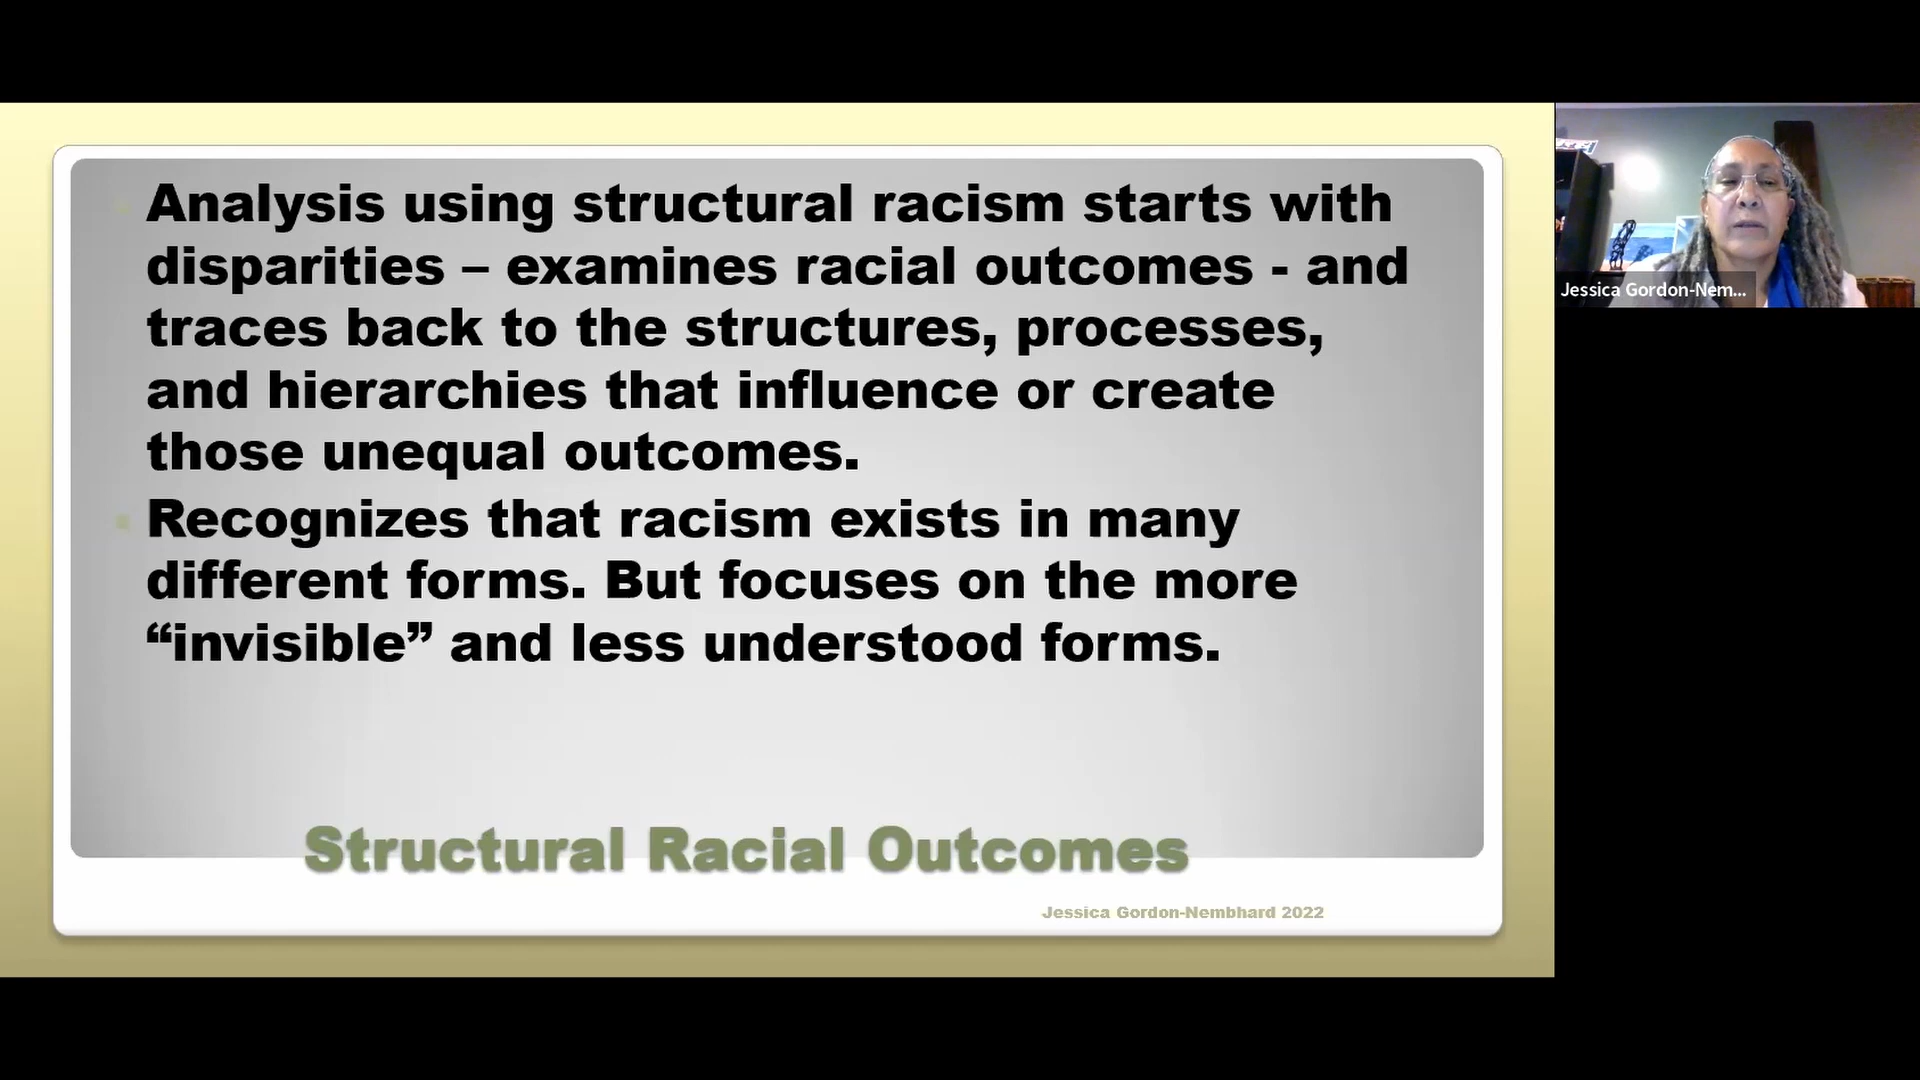 Analysis using structural racism starts with
disparities – examines racial outcomes - and
traces back to the structures, processes,
and hierarchies that influence or create
those unequal outcomes.
Recognizes that racism exists in many
different forms. But focuses on the more
“invisible” and less understood forms.
Structural Racial Outcomes
Jessica Gordon-Nembhard 2022
Jessica Gordon-Nem...